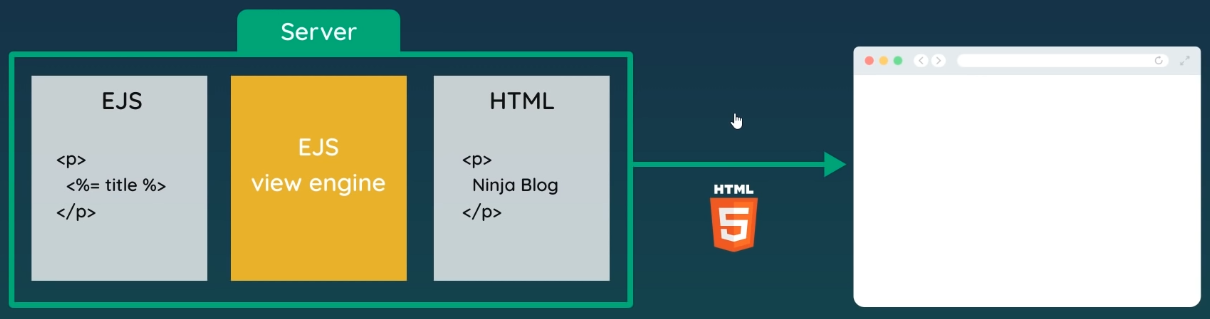 Server
EJS
<p>
<%= title %>
</p>
EJS
view engine
HTML
<p>
Ninja Blog
</p>
HTML
5